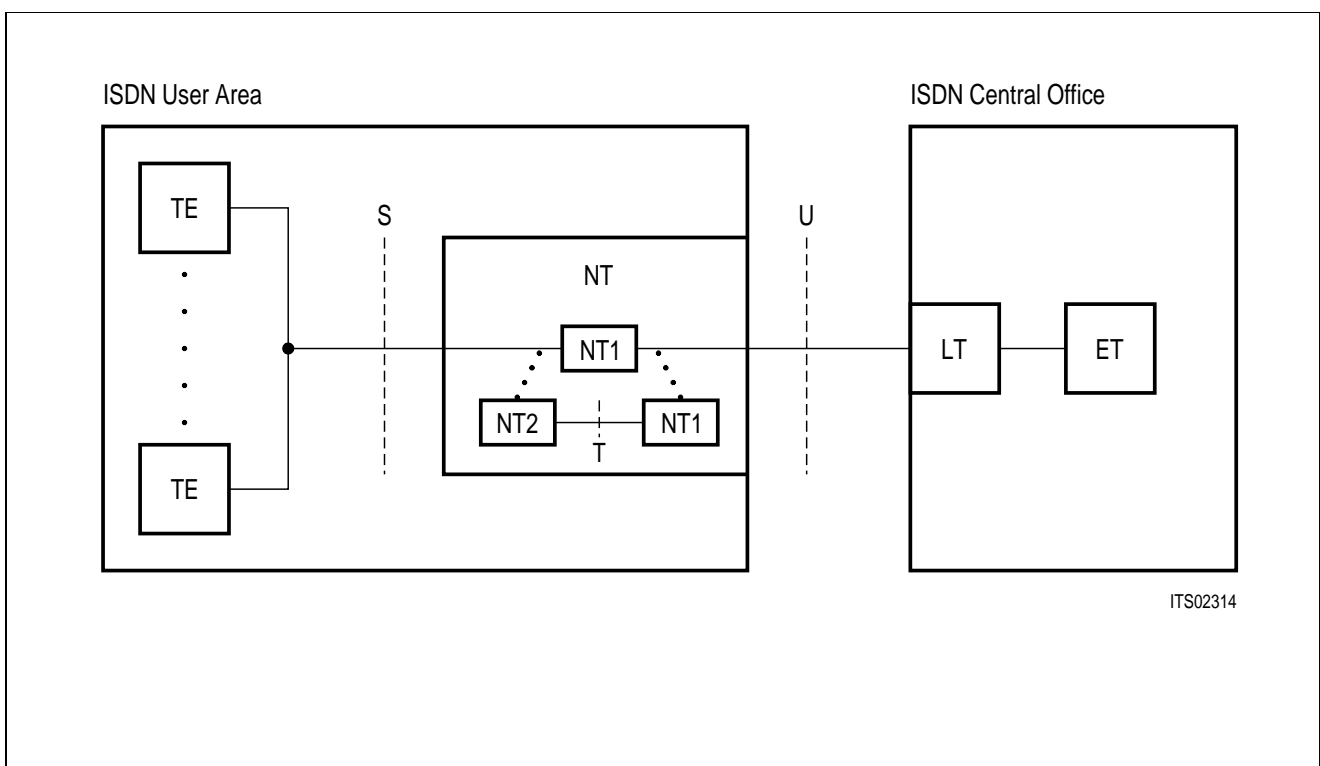 ISDN User Area
ISDN Central Office
TE
S
U
NT
NT1
LT
ET
NT2
T
NT1
TE
ITS02314